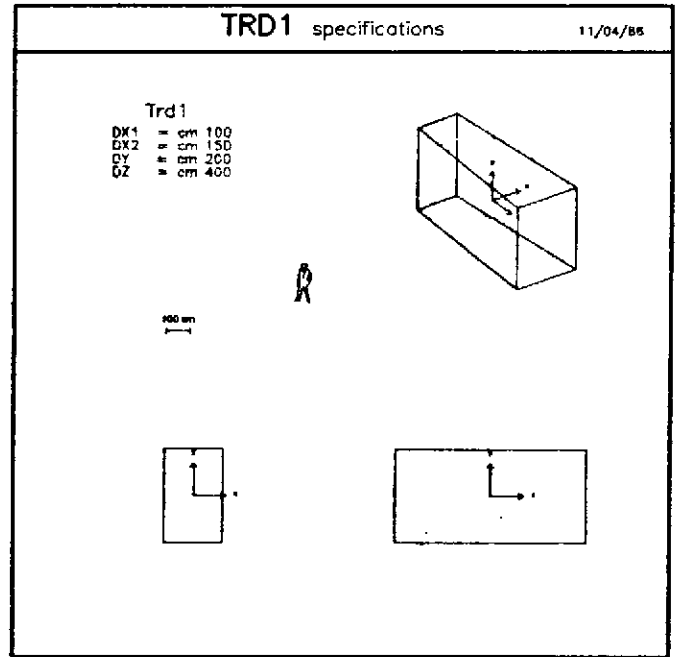 TRD1 specifications 11/04/86
Trd1
DX1 = cm 100
DX2 = cm 150
DY = cm 200
DZ = cm 400
100 cm